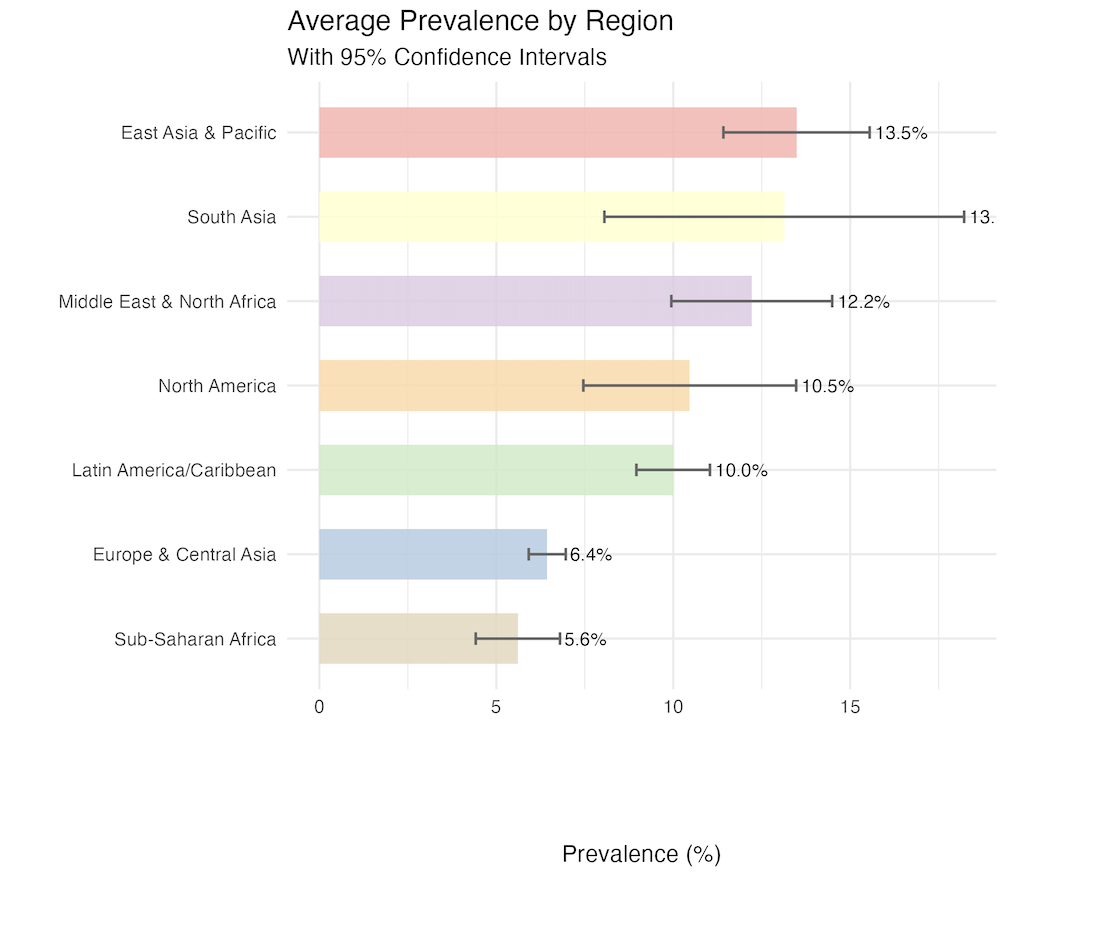 Average Prevalence by Region
With 95% Confidence Intervals
East Asia & Pacific 13.5%
South Asia 13.
Middle East & North Africa 12.2%
North America 10.5%
Latin America/Caribbean 10.0%
Europe & Central Asia 6.4%
Sub-Saharan Africa 5.6%
0 5 10 15
Prevalence (%)